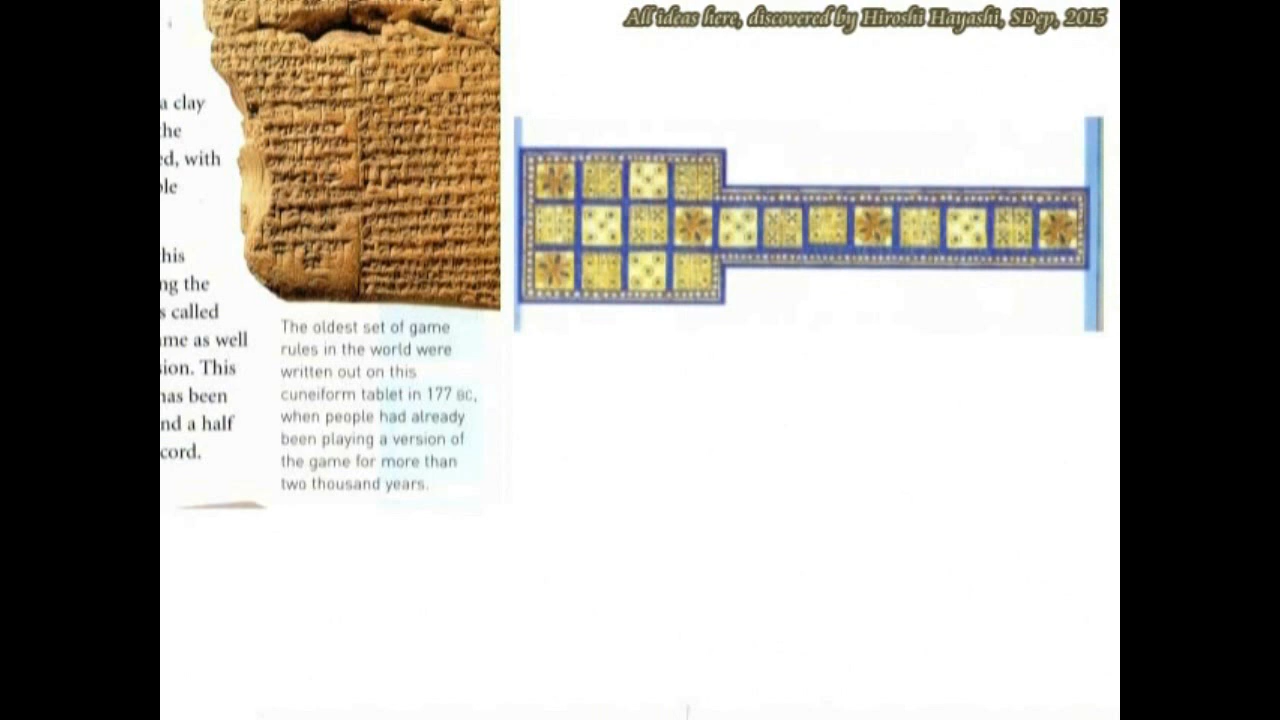 All ideas here, discovered by Hiroshi Hayashi, SDep, 2015
a clay
the
ed, with
ble
his
ng the
s called
ame as well
sion. This
has been
nd a half
cord.
The oldest set of game
rules in the world were
written out on this
cuneiform tablet in 177 BC,
when people had already
been playing a version of
the game for more than
two thousand years.